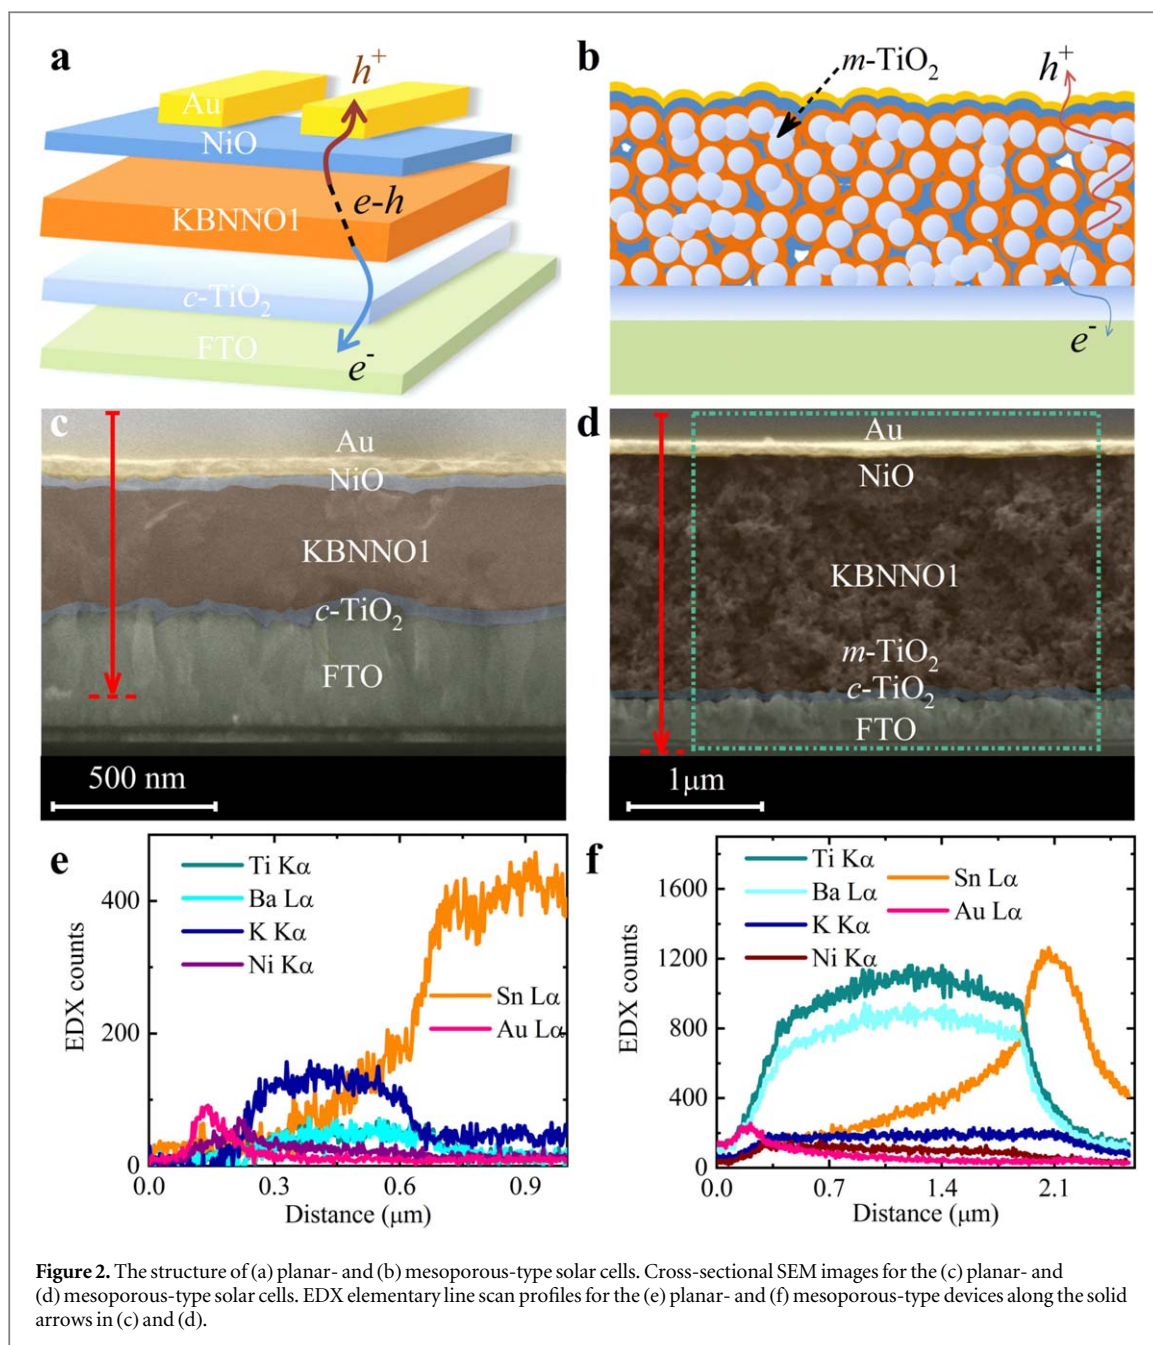 a
h⁺
Au
NiO
e-h
KBNNO1
c-TiO₂
FTO
e⁻
b
m-TiO₂
h⁺
e⁻
c
Au
NiO
KBNNO1
c-TiO₂
FTO
500 nm
d
Au
NiO
KBNNO1
m-TiO₂
c-TiO₂
FTO
1μm
e
EDX counts
400
200
0
Ti Kα
Ba Lα
K Kα
Ni Kα
Sn Lα
Au Lα
0.0 0.3 0.6 0.9
Distance (μm)
f
EDX counts
1600
1200
800
400
0
Ti Kα
Ba Lα
K Kα
Ni Kα
Sn Lα
Au Lα
0.0 0.7 1.4 2.1
Distance (μm)
Figure 2. The structure of (a) planar- and (b) mesoporous-type solar cells. Cross-sectional SEM images for the (c) planar- and
(d) mesoporous-type solar cells. EDX elementary line scan profiles for the (e) planar- and (f) mesoporous-type devices along the solid
arrows in (c) and (d).